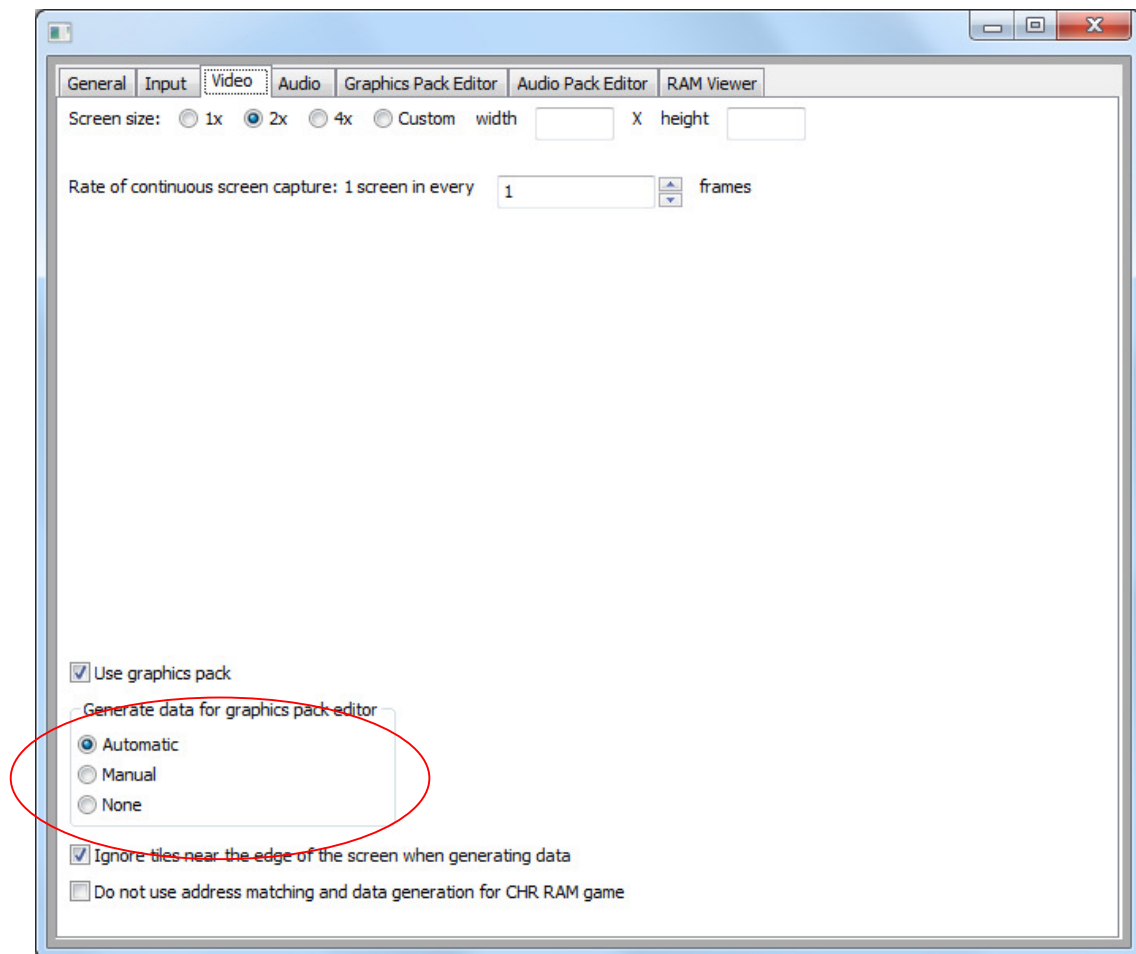 General Input Video Audio Graphics Pack Editor Audio Pack Editor RAM Viewer
Screen size: 1x 2x 4x Custom width X height
Rate of continuous screen capture: 1 screen in every 1 frames
Use graphics pack
Generate data for graphics pack editor
Automatic
Manual
None
Ignore tiles near the edge of the screen when generating data
Do not use address matching and data generation for CHR RAM game